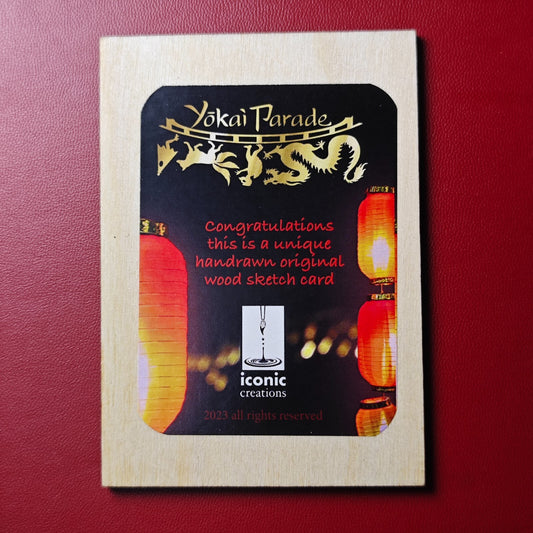 Yōkai Parade
Congratulations
this is a unique
handrawn original
wood sketch card
iconic
creations
2023 all rights reserved